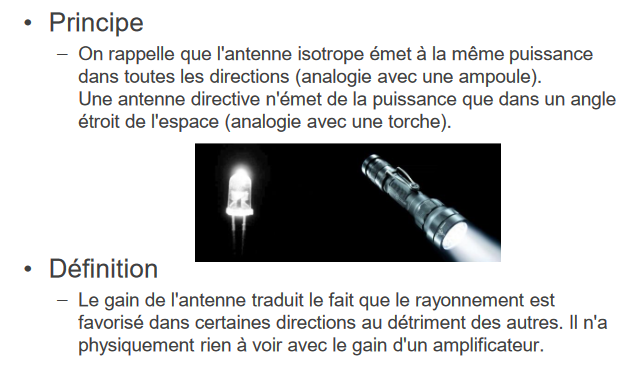 • Principe
– On rappelle que l'antenne isotrope émet à la même puissance
dans toutes les directions (analogie avec une ampoule).
Une antenne directive n'émet de la puissance que dans un angle
étroit de l'espace (analogie avec une torche).
• Définition
– Le gain de l'antenne traduit le fait que le rayonnement est
favorisé dans certaines directions au détriment des autres. Il n'a
physiquement rien à voir avec le gain d'un amplificateur.